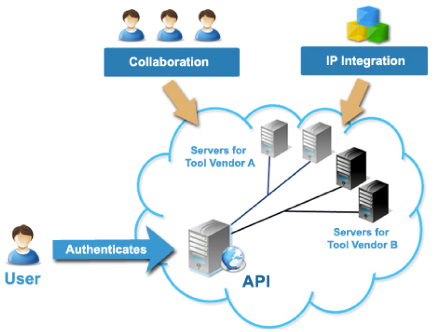 Collaboration
IP Integration
Servers for
Tool Vendor A
Servers for
Tool Vendor B
Authenticates
User
API